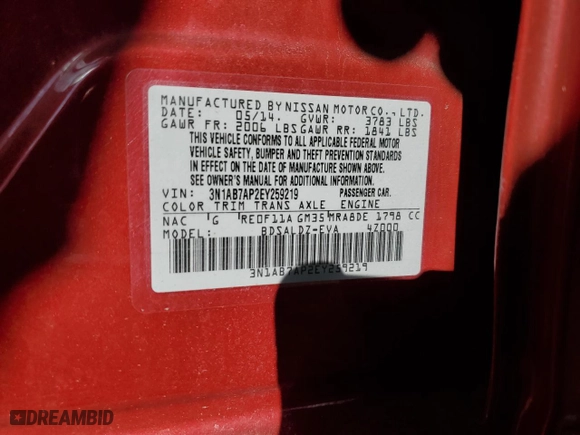 MANUFACTURED BY NISSAN MOTOR CO., LTD.
DATE: 05/14. GVWR: 3783 LBS
GAWR FR: 2006 LBS GAWR RR: 1841 LBS
THIS VEHICLE CONFORMS TO ALL APPLICABLE FEDERAL MOTOR
VEHICLE SAFETY, BUMPER AND THEFT PREVENTION STANDARDS
IN EFFECT ON THE DATE OF MANUFACTURE SHOWN ABOVE.
SEE OWNER'S MANUAL FOR ADDITIONAL INFORMATION.
VIN: 3N1AB7AP2EY259219 PASSENGER CAR.
COLOR TRIM TRANS AXLE ENGINE
NAC 'G 'RE0F11A GM35 'MRA8DE 1798 CC
MODEL: BDSALDZ-EVA 4Z000
3N1AB7AP2EY259219
DREAMBID